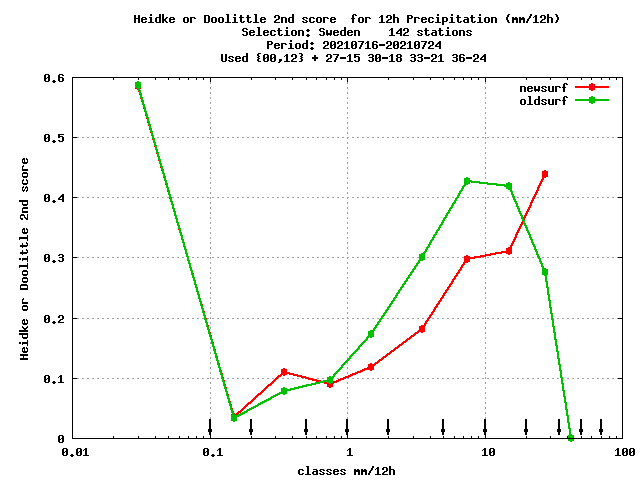 Heidke or Doolittle 2nd score  for 12h Precipitation (mm/12h)
Selection: Sweden    142 stations
Period: 20210716-20210724
Used {00,12} + 27-15 30-18 33-21 36-24
newsurf
oldsurf
0.6
0.5
0.4
0.3
0.2
0.1
0
Heidke or Doolittle 2nd score
0.01 0.1 1 10 100
classes mm/12h